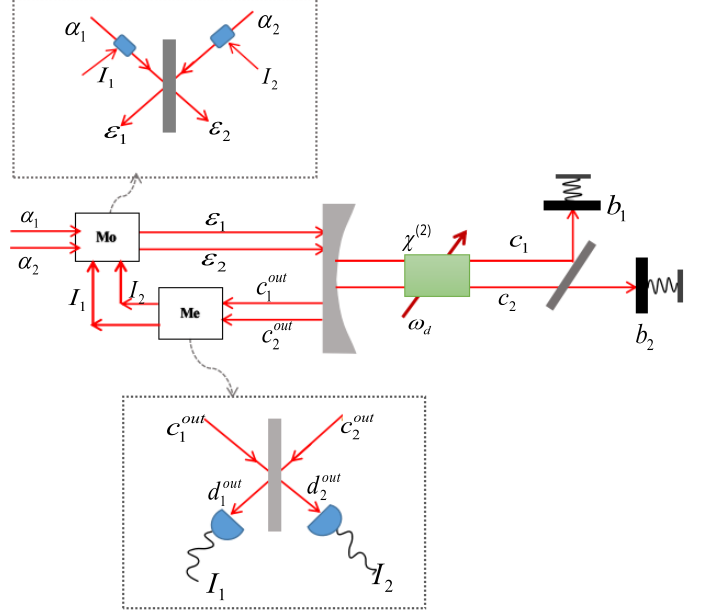 α₁ α₂
I₁ I₂
ε₁ ε₂
α₁ ε₁
Mo
α₂ ε₂
I₁ I₂ c₁ᵒᵘᵗ
Me
c₂ᵒᵘᵗ
χ⁽²⁾ c₁ b₁
c₂
ω_d b₂
c₁ᵒᵘᵗ c₂ᵒᵘᵗ
d₁ᵒᵘᵗ d₂ᵒᵘᵗ
I₁ I₂